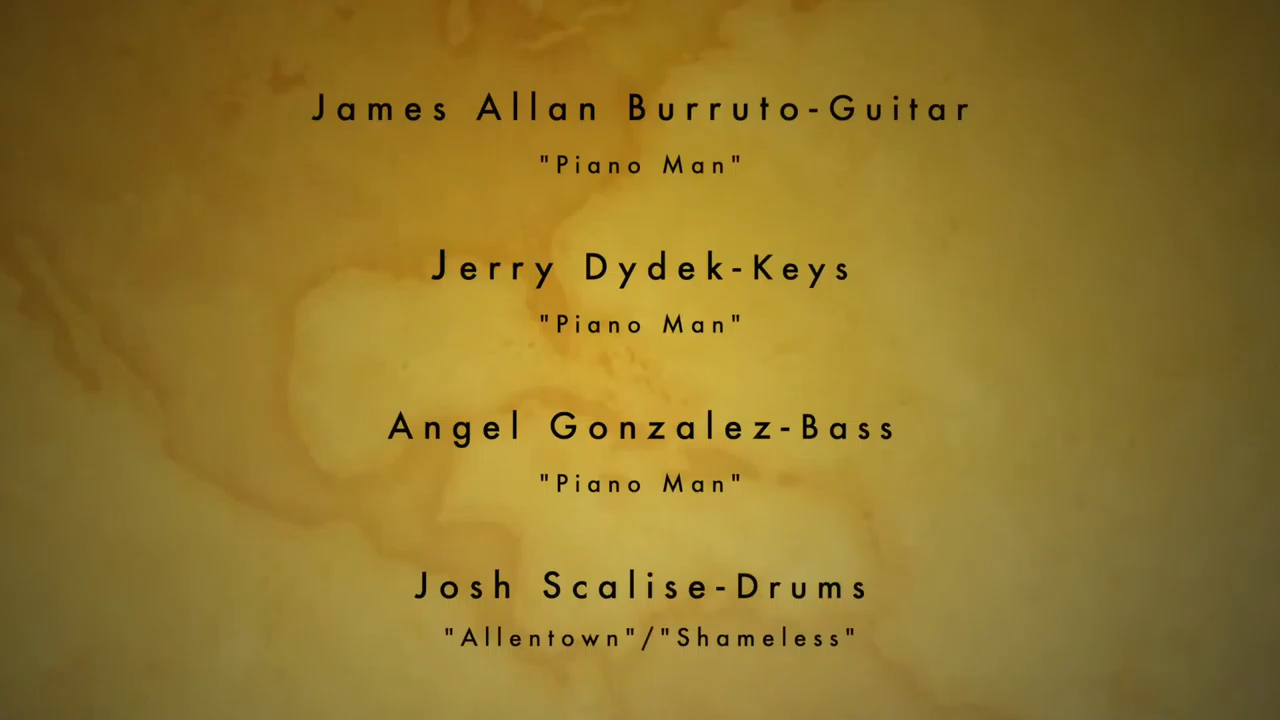 James Allan Burruto-Guitar
"Piano Man"
Jerry Dydek-Keys
"Piano Man"
Angel Gonzalez-Bass
"Piano Man"
Josh Scalise-Drums
"Allentown"/"Shameless"